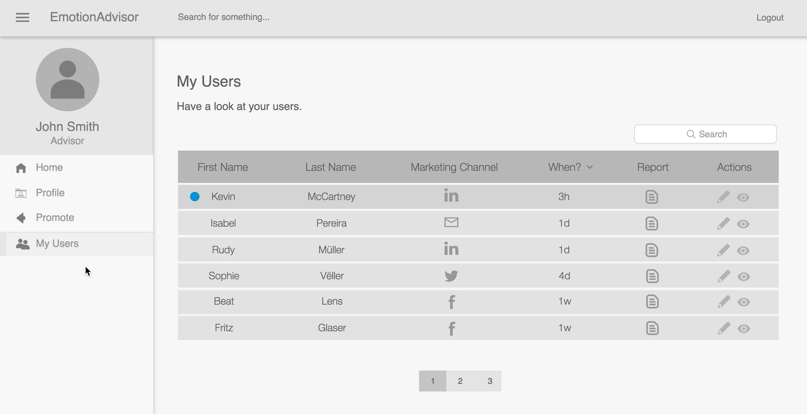 EmotionAdvisor Search for something... Logout
John Smith
Advisor
Home
Profile
Promote
My Users
My Users
Have a look at your users.
Search
First Name Last Name Marketing Channel When? Report Actions
Kevin McCartney in 3h
Isabel Pereira 1d
Rudy Müller in 1d
Sophie Vëller 4d
Beat Lens f 1w
Fritz Glaser f 1w
1 2 3